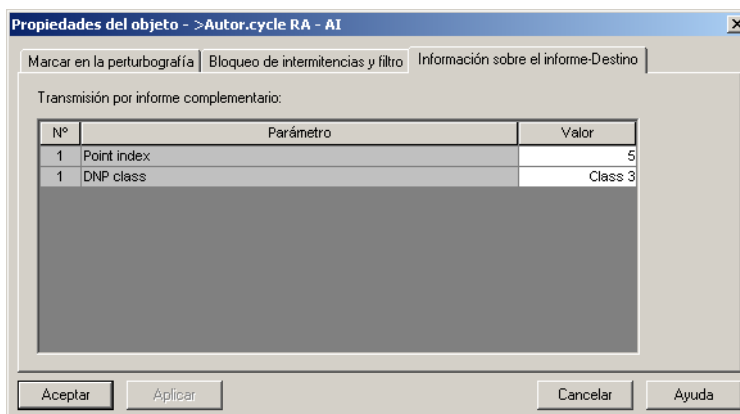 Propiedades del objeto - >Autor.cycle RA - AI
Marcar en la perturbografía Bloqueo de intermitencias y filtro Información sobre el informe-Destino
Transmisión por informe complementario:
Nº Parámetro Valor
1 Point index 5
1 DNP class Class 3
Aceptar Aplicar Cancelar Ayuda